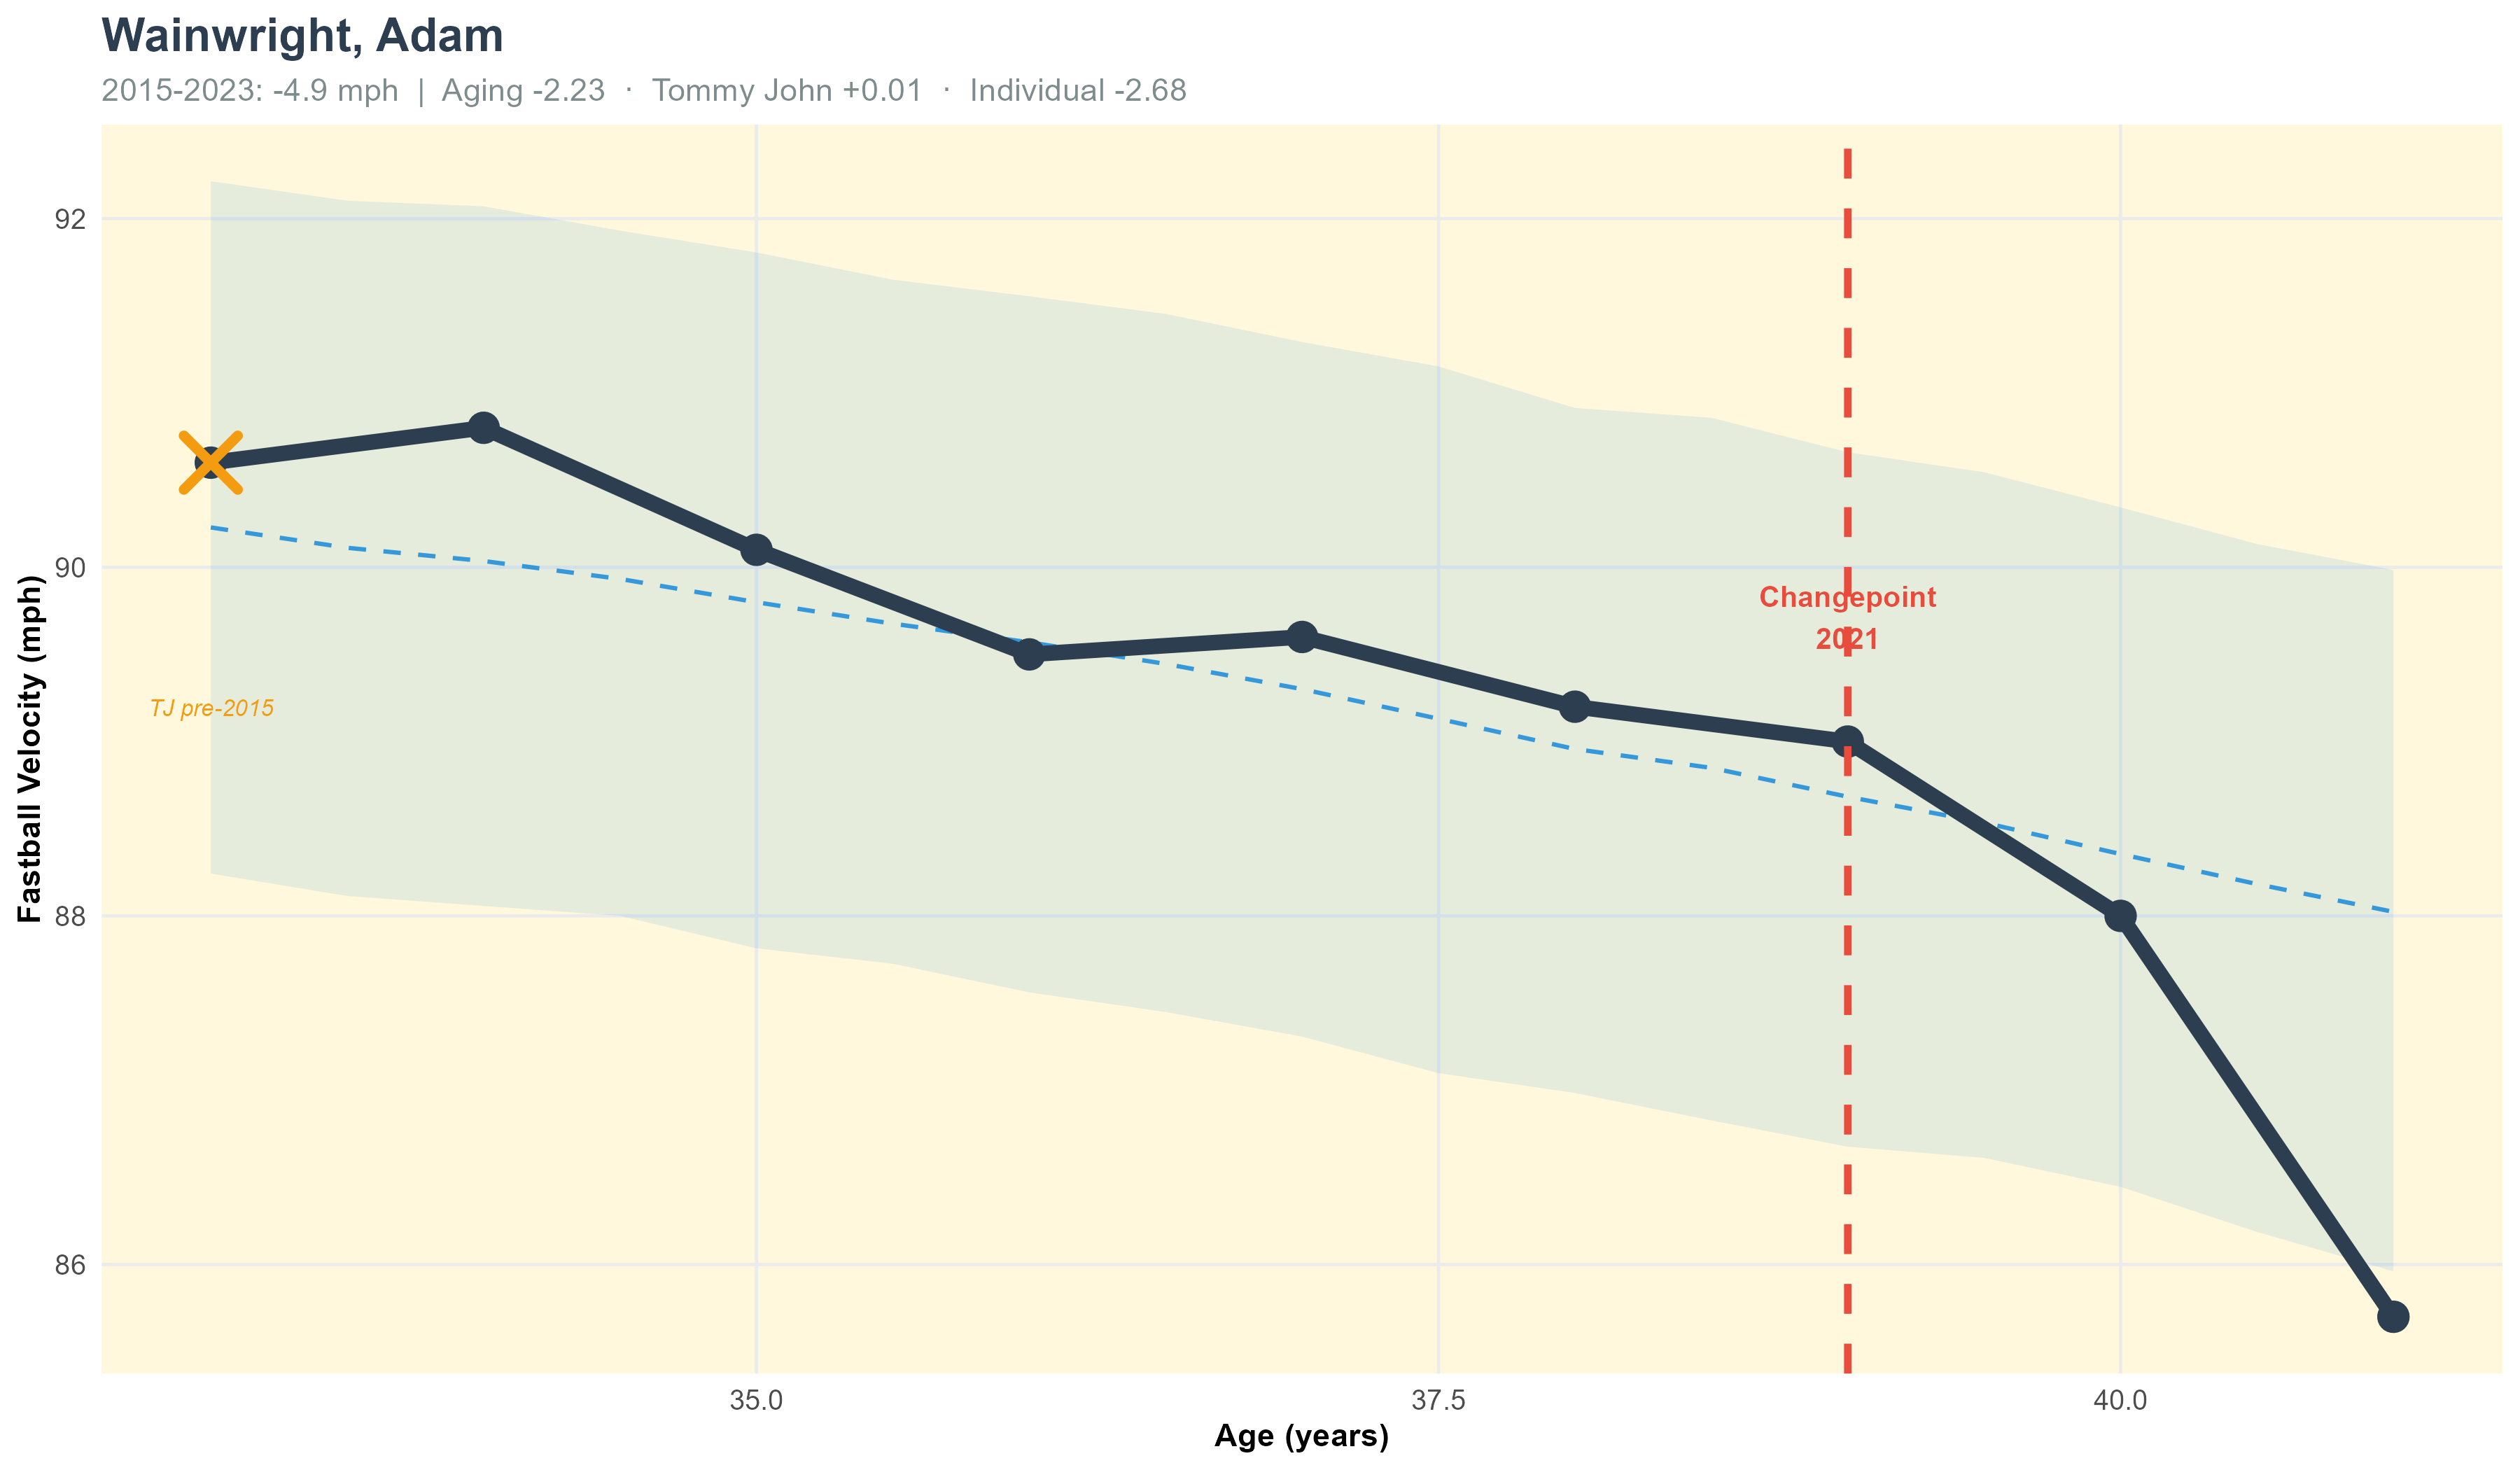 Wainwright, Adam
2015-2023: -4.9 mph | Aging -2.23 · Tommy John +0.01 · Individual -2.68
92
90
88
86
Fastball Velocity (mph)
TJ pre-2015
Changepoint
2021
35.0
37.5
40.0
Age (years)